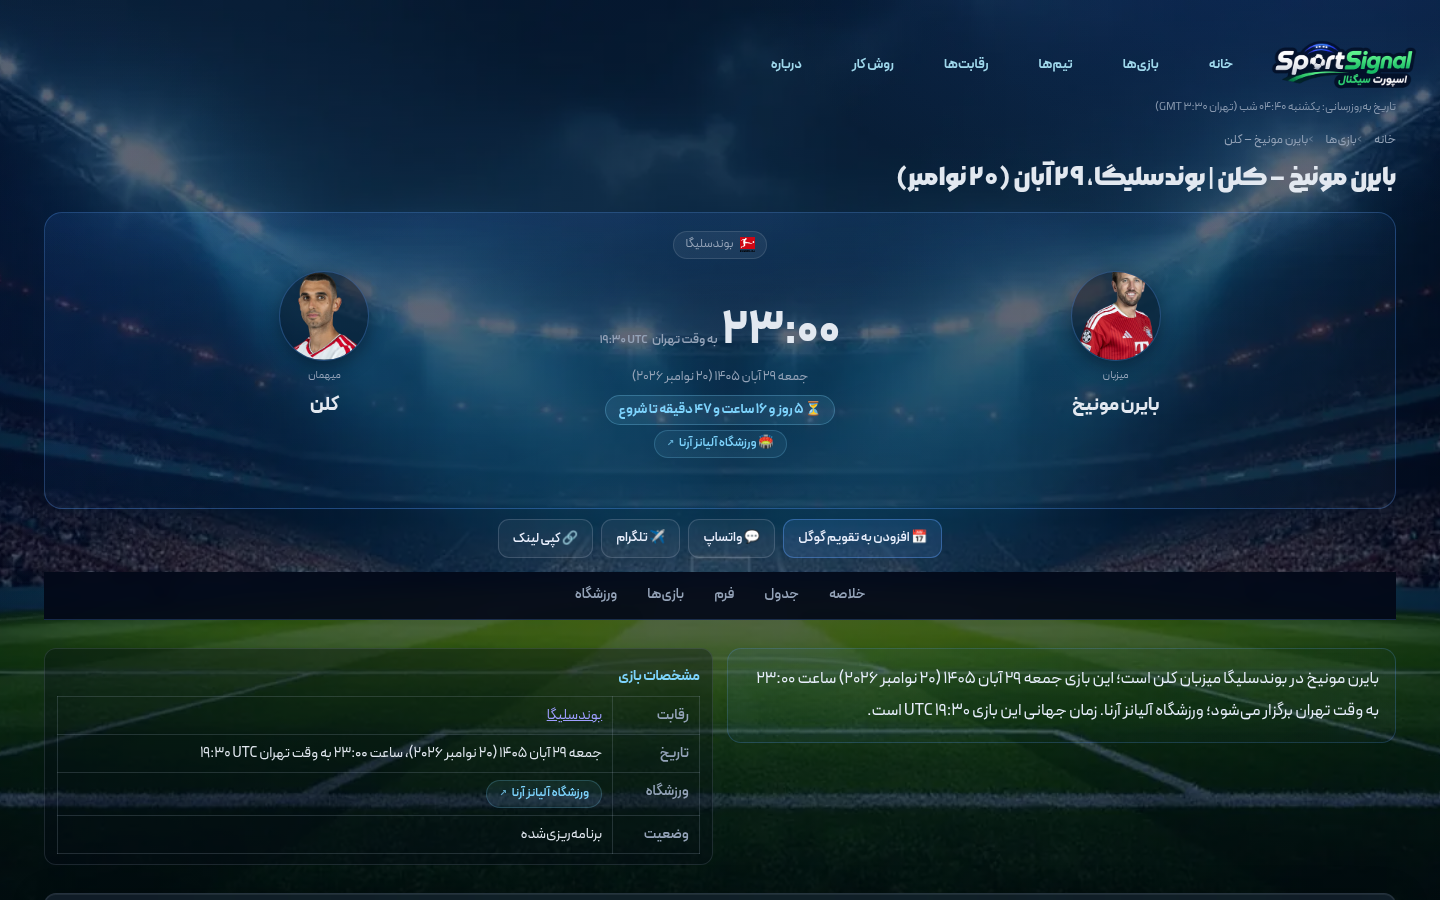 SportSignal
اسپورت سیگنال
خانه
بازی‌ها
تیم‌ها
رقابت‌ها
روش کار
درباره
تاریخ به‌روزرسانی: یکشنبه ۰۴:۴۰ شب (تهران GMT ۳:۳۰)
خانه › بازی‌ها › بایرن مونیخ – کلن
بایرن مونیخ – کلن | بوندسلیگا، ۲۹ آبان (۲۰ نوامبر)
بوندسلیگا
میزبان
بایرن مونیخ
۲۳:۰۰ به وقت تهران ۱۹:۳۰ UTC
جمعه ۲۹ آبان ۱۴۰۵ (۲۰ نوامبر ۲۰۲۶)
⏳ ۵ روز و ۱۶ ساعت و ۴۷ دقیقه تا شروع
🏟️ ورزشگاه آلیانز آرنا ↗
میهمان
کلن
📅 افزودن به تقویم گوگل
💬 واتساپ
✈️ تلگرام
🔗 کپی لینک
خلاصه
جدول
فرم
بازی‌ها
ورزشگاه
بایرن مونیخ در بوندسلیگا میزبان کلن است؛ این بازی جمعه ۲۹ آبان ۱۴۰۵ (۲۰ نوامبر ۲۰۲۶) ساعت ۲۳:۰۰
به وقت تهران برگزار می‌شود؛ ورزشگاه آلیانز آرنا. زمان جهانی این بازی ۱۹:۳۰ UTC است.
مشخصات بازی
رقابت بوندسلیگا
تاریخ جمعه ۲۹ آبان ۱۴۰۵ (۲۰ نوامبر ۲۰۲۶)، ساعت ۲۳:۰۰ به وقت تهران ۱۹:۳۰ UTC
ورزشگاه ورزشگاه آلیانز آرنا ↗
وضعیت برنامه‌ریزی‌شده